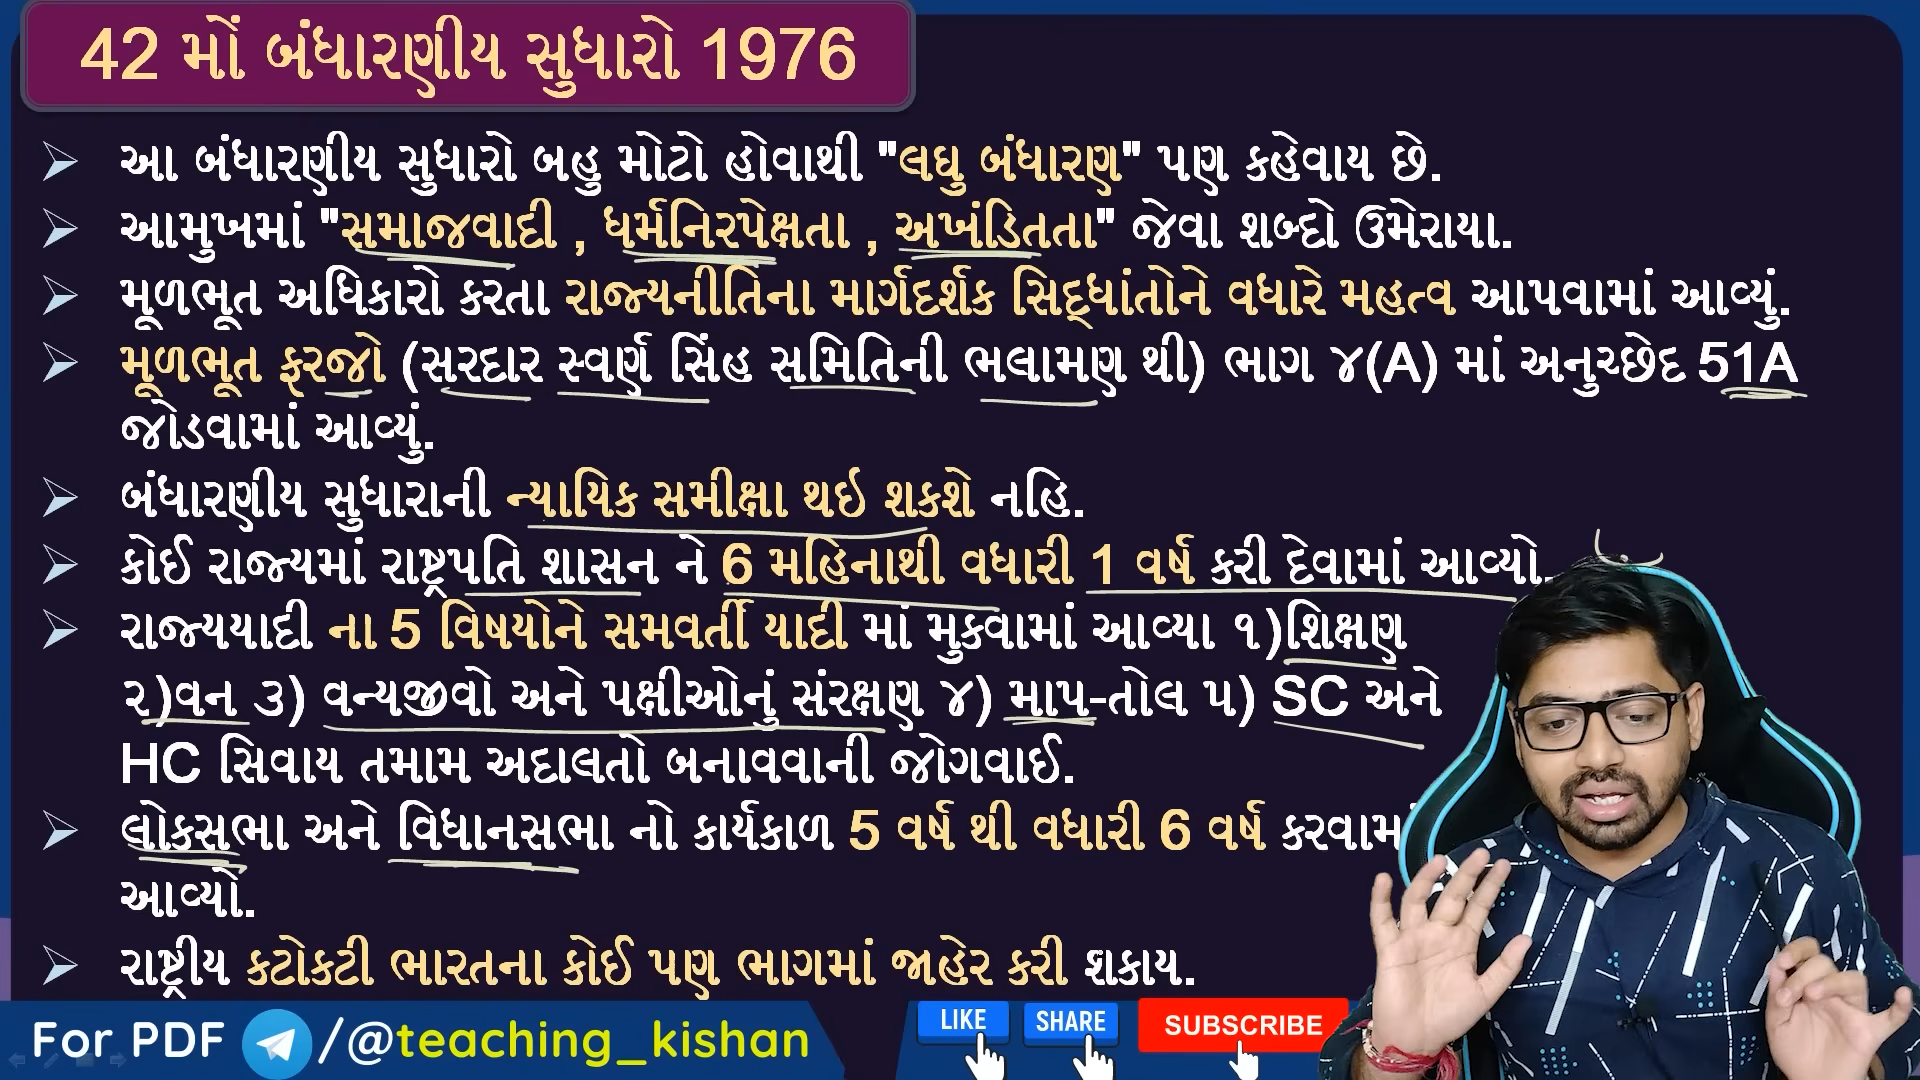 42 મોં બંધારણીય સુધારો 1976
આ બંધારણીય સુધારો બહુ મોટો હોવાથી "લઘુ બંધારણ" પણ કહેવાય છે.
આમુખમાં "સમાજવાદી , ધર્મનિરપેક્ષતા , અખંડિતતા" જેવા શબ્દો ઉમેરાયા.
મૂળભૂત અધિકારો કરતા રાજ્યનીતિના માર્ગદર્શક સિદ્ધાંતોને વધારે મહત્વ આપવામાં આવ્યું.
મૂળભૂત ફરજો (સરદાર સ્વર્ણ સિંહ સમિતિની ભલામણ થી) ભાગ ૪(A) માં અનુચ્છેદ 51A
જોડવામાં આવ્યું.
બંધારણીય સુધારાની ન્યાયિક સમીક્ષા થઇ શકશે નહિ.
કોઈ રાજ્યમાં રાષ્ટ્રપતિ શાસન ને 6 મહિનાથી વધારી 1 વર્ષ કરી દેવામાં આવ્યો.
રાજ્યયાદી ના 5 વિષયોને સમવર્તી યાદી માં મુકવામાં આવ્યા ૧)શિક્ષણ
૨)વન ૩) વન્યજીવો અને પક્ષીઓનું સંરક્ષણ ૪) માપ-તોલ ૫) SC અને
HC સિવાય તમામ અદાલતો બનાવવાની જોગવાઈ.
લોકસભા અને વિધાનસભા નો કાર્યકાળ 5 વર્ષ થી વધારી 6 વર્ષ
આવ્યો.
રાષ્ટ્રીય કટોકટી ભારતના કોઈ પણ ભાગમાં જાહેર કરી શકાય.
For PDF /@teaching_kishan
LIKE SHARE SUBSCRIBE